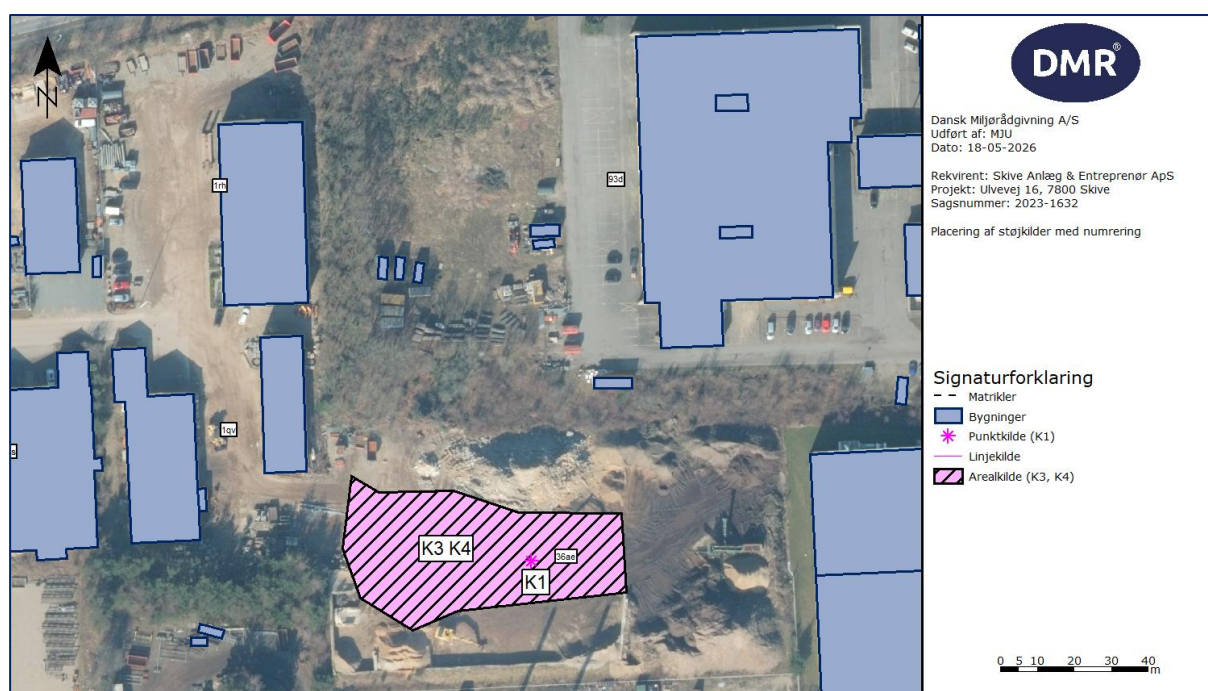 N
1rh
93d
1qv
s
K3 K4
36ae
K1
DMR®
Dansk Miljørådgivning A/S
Udført af: MJU
Dato: 18-05-2026
Rekvirent: Skive Anlæg & Entreprenør ApS
Projekt: Ulvevej 16, 7800 Skive
Sagsnummer: 2023-1632
Placering af støjkilder med numrering
Signaturforklaring
Matrikler
Bygninger
Punktkilde (K1)
Linjekilde
Arealkilde (K3, K4)
0 5 10 20 30 40
m